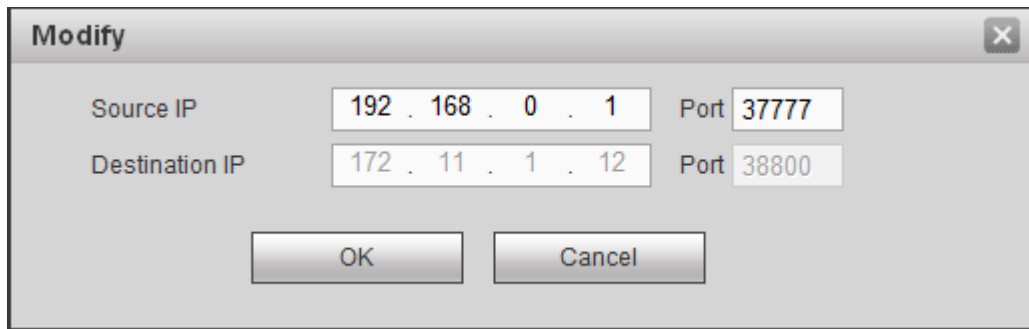 Modify
Source IP 192 . 168 . 0 . 1 Port 37777
Destination IP 172 . 11 . 1 . 12 Port 38800
OK Cancel